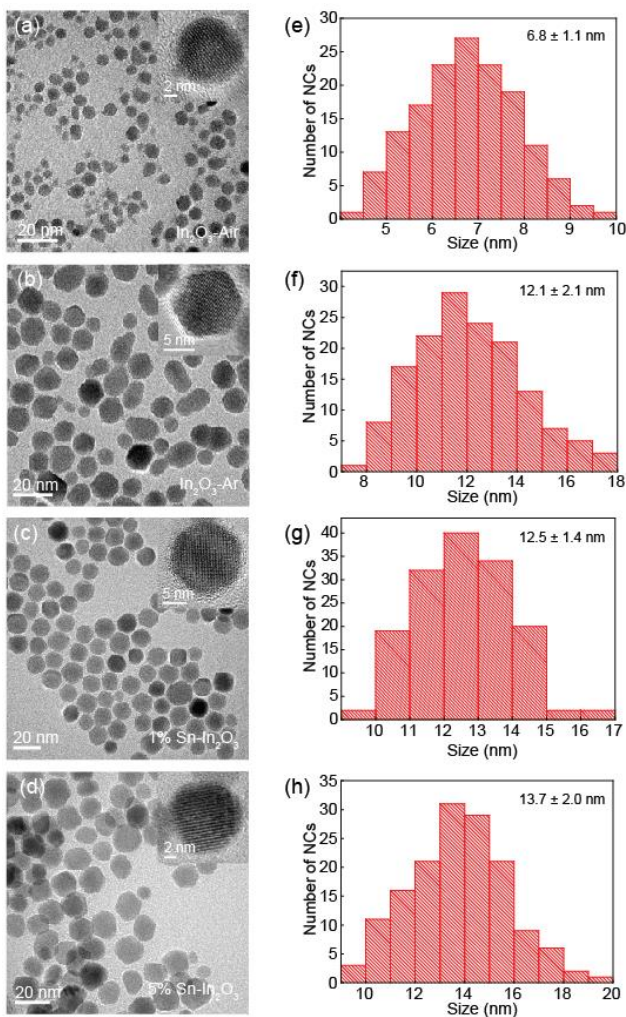 (a)
2 nm
20 nm
In₂O₃-Air
(e)
30
25
20
15
10
5
0
Number of NCs
6.8 ± 1.1 nm
5 6 7 8 9 10
Size (nm)
(b)
5 nm
20 nm
In₂O₃-Ar
(f)
30
25
20
15
10
5
0
Number of NCs
12.1 ± 2.1 nm
8 10 12 14 16 18
Size (nm)
(c)
5 nm
20 nm
1% Sn-In₂O₃
(g)
40
35
30
25
20
15
10
5
0
Number of NCs
12.5 ± 1.4 nm
10 11 12 13 14 15 16 17
Size (nm)
(d)
2 nm
20 nm
5% Sn-In₂O₃
(h)
35
30
25
20
15
10
5
0
Number of NCs
13.7 ± 2.0 nm
10 12 14 16 18 20
Size (nm)